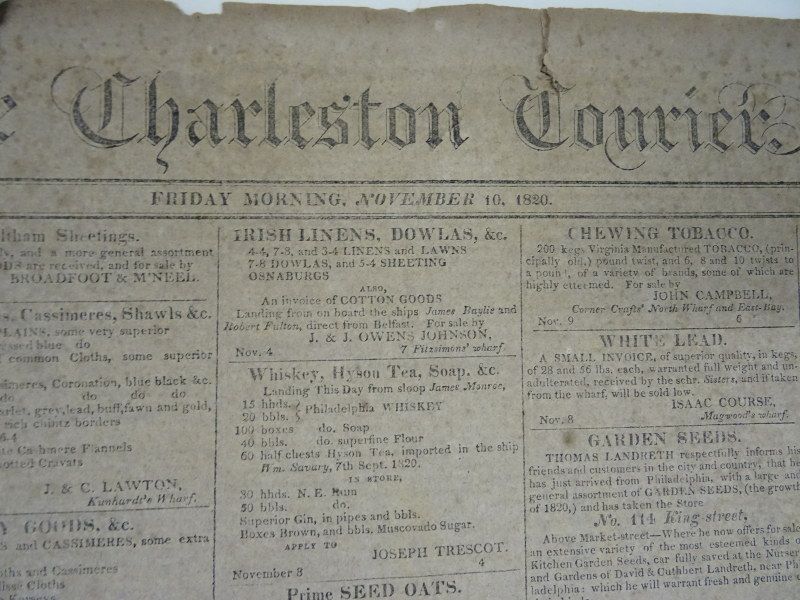 Charleston Courier.
FRIDAY MORNING, NOVEMBER 10, 1820.
ltham Sheetings.
and a more general assortment
are received, and for sale by
BROADFOOT & M'NEEL.
Cassimeres, Shawls &c.
some very superior
blue do
common Cloths, some superior
Coronation, blue black &c.
do do do do
grey, lead, buff, fawn and gold,
rich chintz borders
6-4
Cashmere Flannels
Cravats
J. & C. LAWTON,
Kunhardt's Wharf.
GOODS, &c.
and CASSIMERES, some extra
and Cassimeres
Cloths
IRISH LINENS, DOWLAS, &c.
4-4, 7-8, and 3-4 LINENS and LAWNS
7-8 DOWLAS, and 5-4 SHEETING
OSNABURGS
ALSO,
An invoice of COTTON GOODS
Landing from on board the ships James Baylie and
Robert Fulton, direct from Belfast. For sale by
J. & J. OWENS JOHNSON,
Nov. 4 7 Fitzsimons' wharf.
Whiskey, Hyson Tea, Soap, &c.
Landing This Day from sloop James Monroe,
15 hhds. } Philadelphia WHISKEY
20 bbls. }
100 boxes do. Soap
40 bbls. do. superfine Flour
60 half chests Hyson Tea, imported in the ship
Wm. Savary, 7th Sept. 1820.
IN STORE,
30 hhds. N. E. Rum
50 bbls. do.
Superior Gin, in pipes and bbls.
Boxes Brown, and bbls. Muscovado Sugar.
APPLY TO
JOSEPH TRESCOT.
November 3 4
Prime SEED OATS.
CHEWING TOBACCO.
200 kegs Virginia Manufactured TOBACCO, (prin-
cipally old,) pound twist, and 6, 8 and 10 twists to
a pound, of a variety of brands, some of which are
highly esteemed. For sale by
JOHN CAMPBELL,
Corner Crafts' North Wharf and East-Bay.
Nov. 9 6
WHITE LEAD.
A SMALL INVOICE, of superior quality, in kegs,
of 28 and 56 lbs. each, warranted full weight and un-
adulterated, received by the schr. Sisters, and if taken
from the wharf, will be sold low.
ISAAC COURSE,
Nov. 8 Magwood's wharf.
GARDEN SEEDS.
THOMAS LANDRETH respectfully informs his
friends and customers in the city and country, that he
has just arrived from Philadelphia, with a large and
general assortment of GARDEN SEEDS, (the growth
of 1820,) and has taken the Store
No. 114 King-street,
Above Market-street—Where he now offers for sale
an extensive variety of the most esteemed kinds of
Kitchen Garden Seeds, car fully saved at the Nursery
and Gardens of David & Cuthbert Landreth, near Ph
ladelphia: which he will warrant fresh and genuine